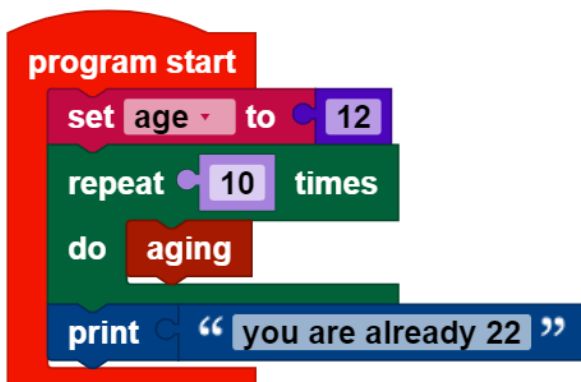 program start
set age to 12
repeat 10 times
do aging
print “ you are already 22 ”